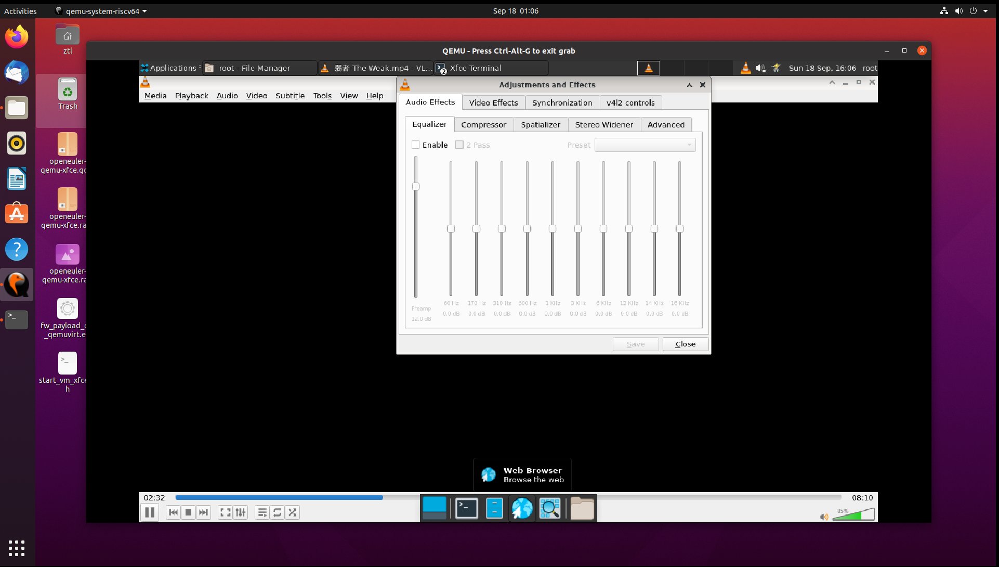 Activities
qemu-system-riscv64
Sep 18 01:06
ztl
Trash
openeuler-
qemu-xfce.qc
openeuler-
qemu-xfce.ra
openeuler-
qemu-xfce.ra
fw_payload_o
_qemuvirt.e
start_vm_xfce
h
QEMU - Press Ctrl-Alt-G to exit grab
Applications
root - File Manager
弱者-The Weak.mp4 - VL...
2
Xfce Terminal
Sun 18 Sep, 16:06
root
Media Playback Audio Video Subtitle Tools View Help
Adjustments and Effects
Audio Effects
Video Effects
Synchronization
v4l2 controls
Equalizer
Compressor
Spatializer
Stereo Widener
Advanced
Enable
2 Pass
Preset
60 Hz 170 Hz 310 Hz 600 Hz 1 KHz 3 KHz 6 KHz 12 KHz 14 KHz 16 KHz
Preamp
0.0 dB 0.0 dB 0.0 dB 0.0 dB 0.0 dB 0.0 dB 0.0 dB 0.0 dB 0.0 dB 0.0 dB
12.0 dB
Save
Close
Web Browser
Browse the web
02:32
08:10
85%